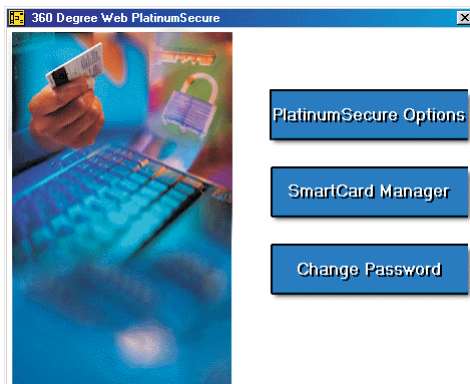 360 Degree Web PlatinumSecure
PlatinumSecure Options
SmartCard Manager
Change Password